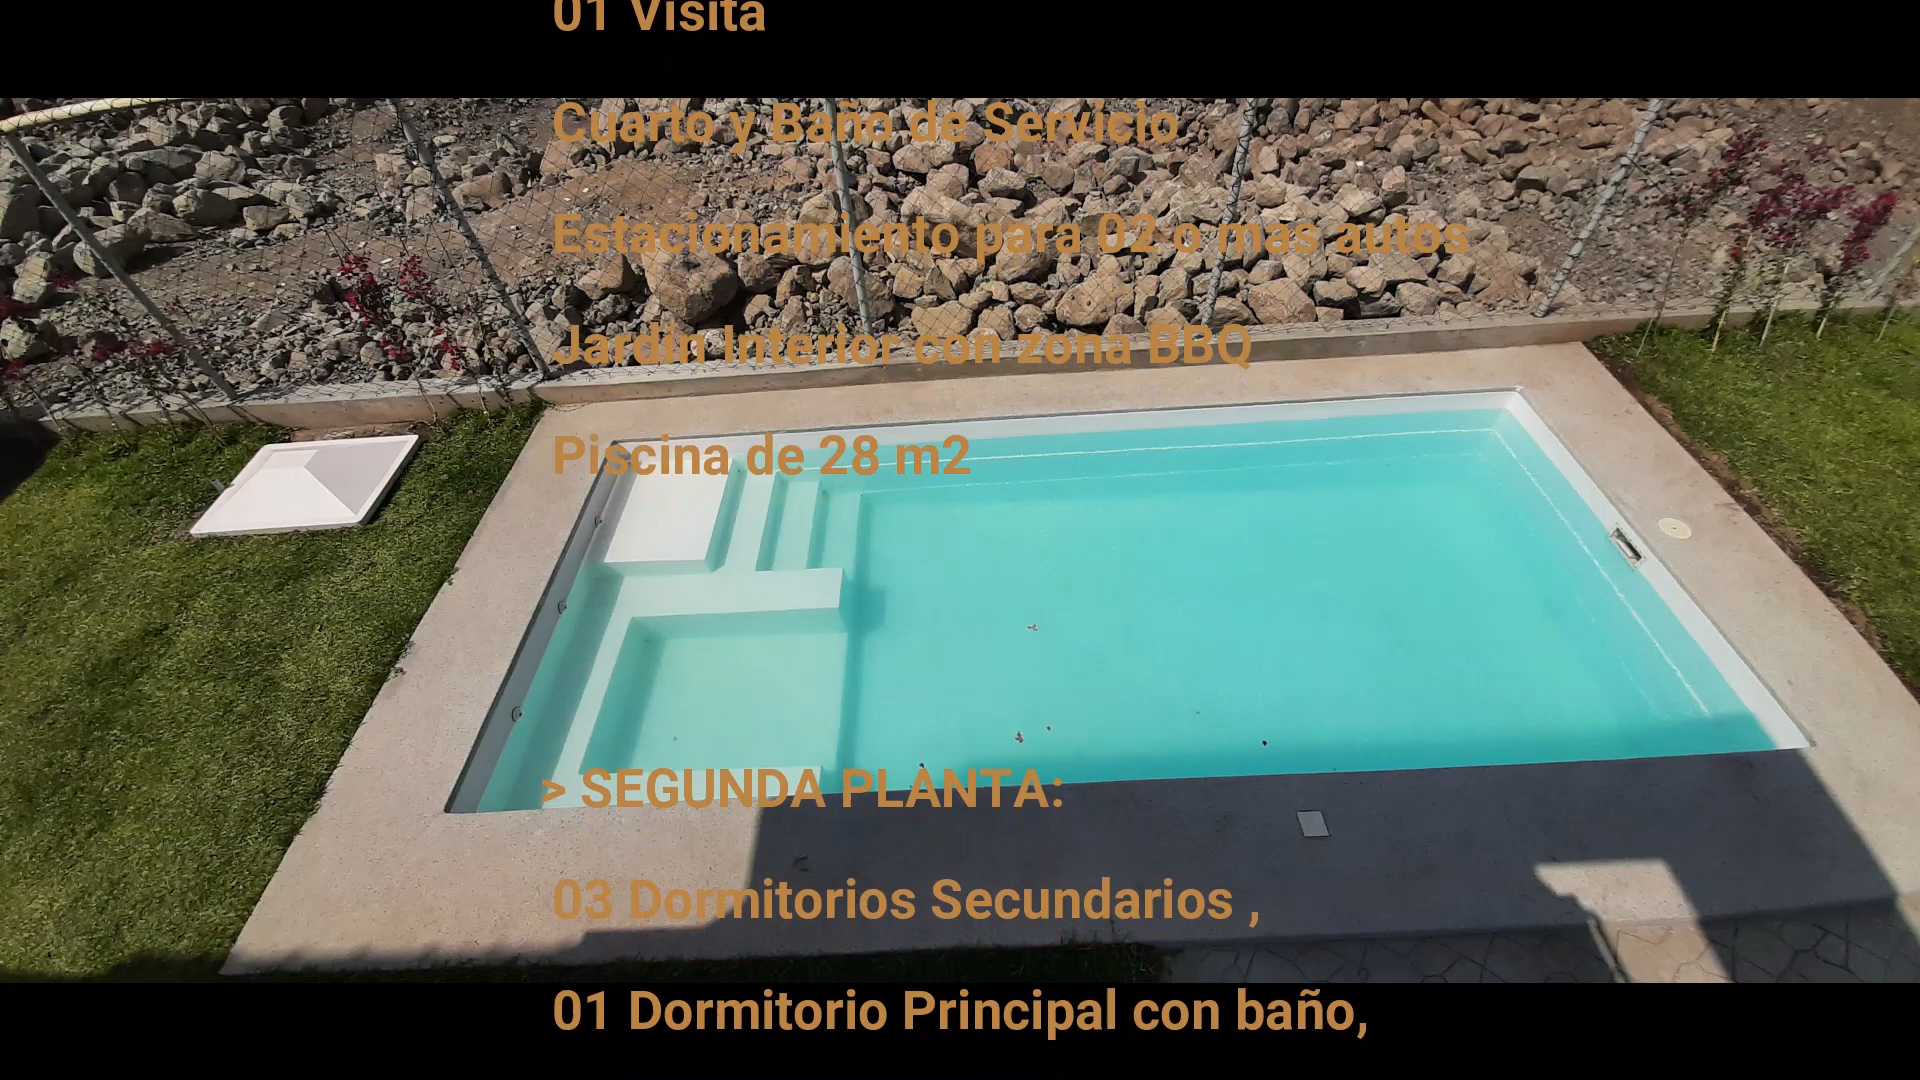 01 Visita
Cuarto y Baño de Servicio
Estacionamiento para 02 o mas autos
Jardin Interior con zona BBQ
Piscina de 28 m2
> SEGUNDA PLANTA:
03 Dormitorios Secundarios ,
01 Dormitorio Principal con baño,